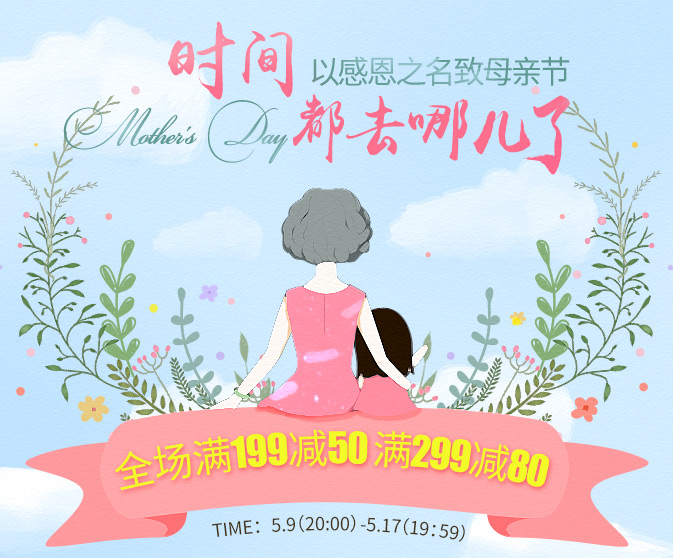 时间
以感恩之名致母亲节
Mother's Day
都去哪儿了
全场满199减50 满299减80
TIME：5.9(20:00) -5.17(19:59)